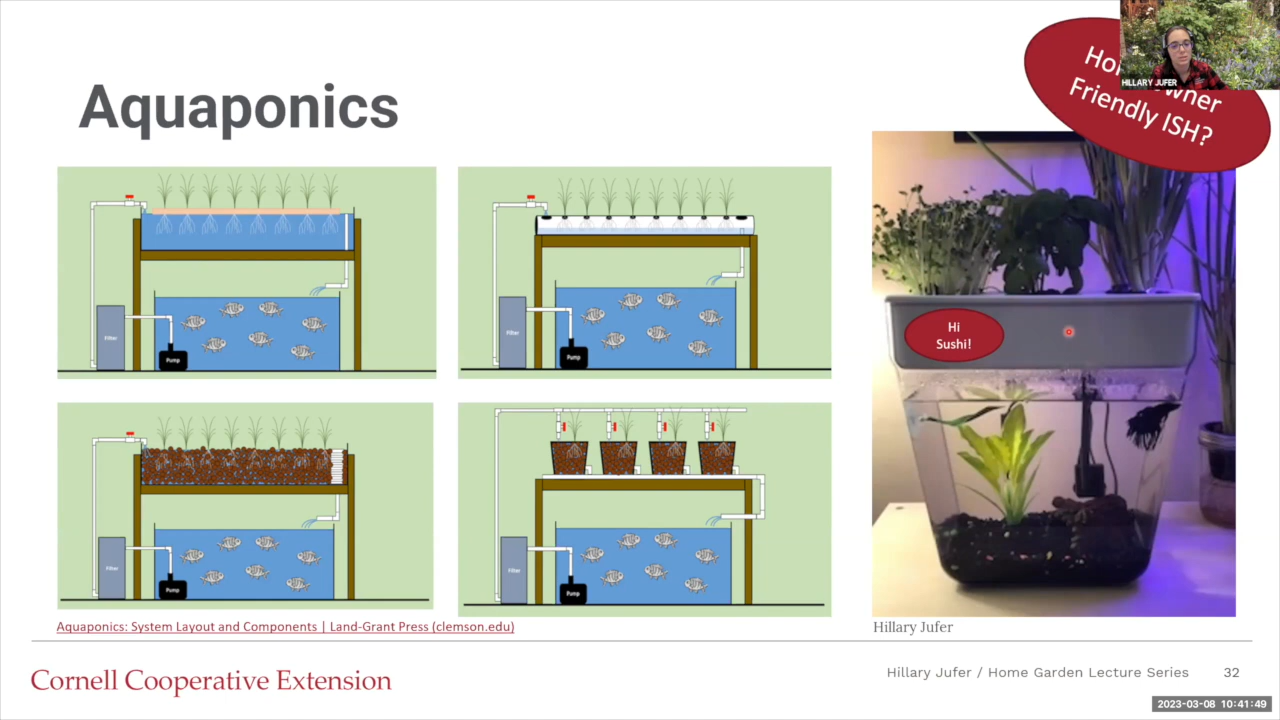 Aquaponics
Friendly ISH?
HILLARY JUFER
Filter
Pump
Filter
Pump
Filter
Pump
Filter
Pump
Hi
Sushi!
Aquaponics: System Layout and Components | Land-Grant Press (clemson.edu)
Hillary Jufer
Cornell Cooperative Extension
Hillary Jufer / Home Garden Lecture Series
32
2023-03-08 10:41:49